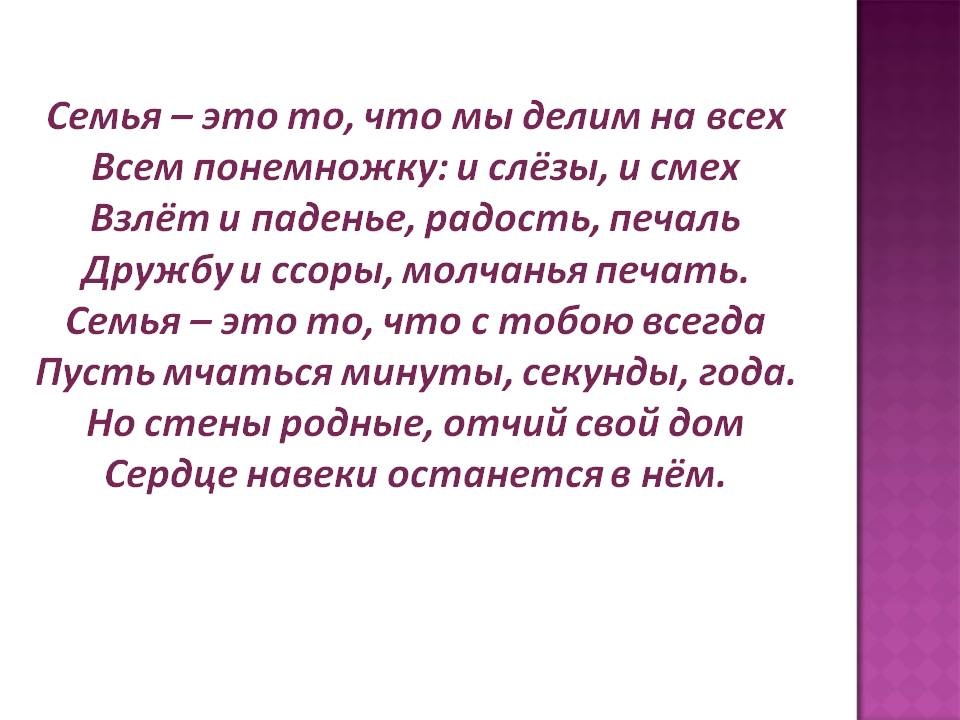 Семья – это то, что мы делим на всех
Всем понемножку: и слёзы, и смех
Взлёт и паденье, радость, печаль
Дружбу и ссоры, молчанья печать.
Семья – это то, что с тобою всегда
Пусть мчаться минуты, секунды, года.
Но стены родные, отчий свой дом
Сердце навеки останется в нём.